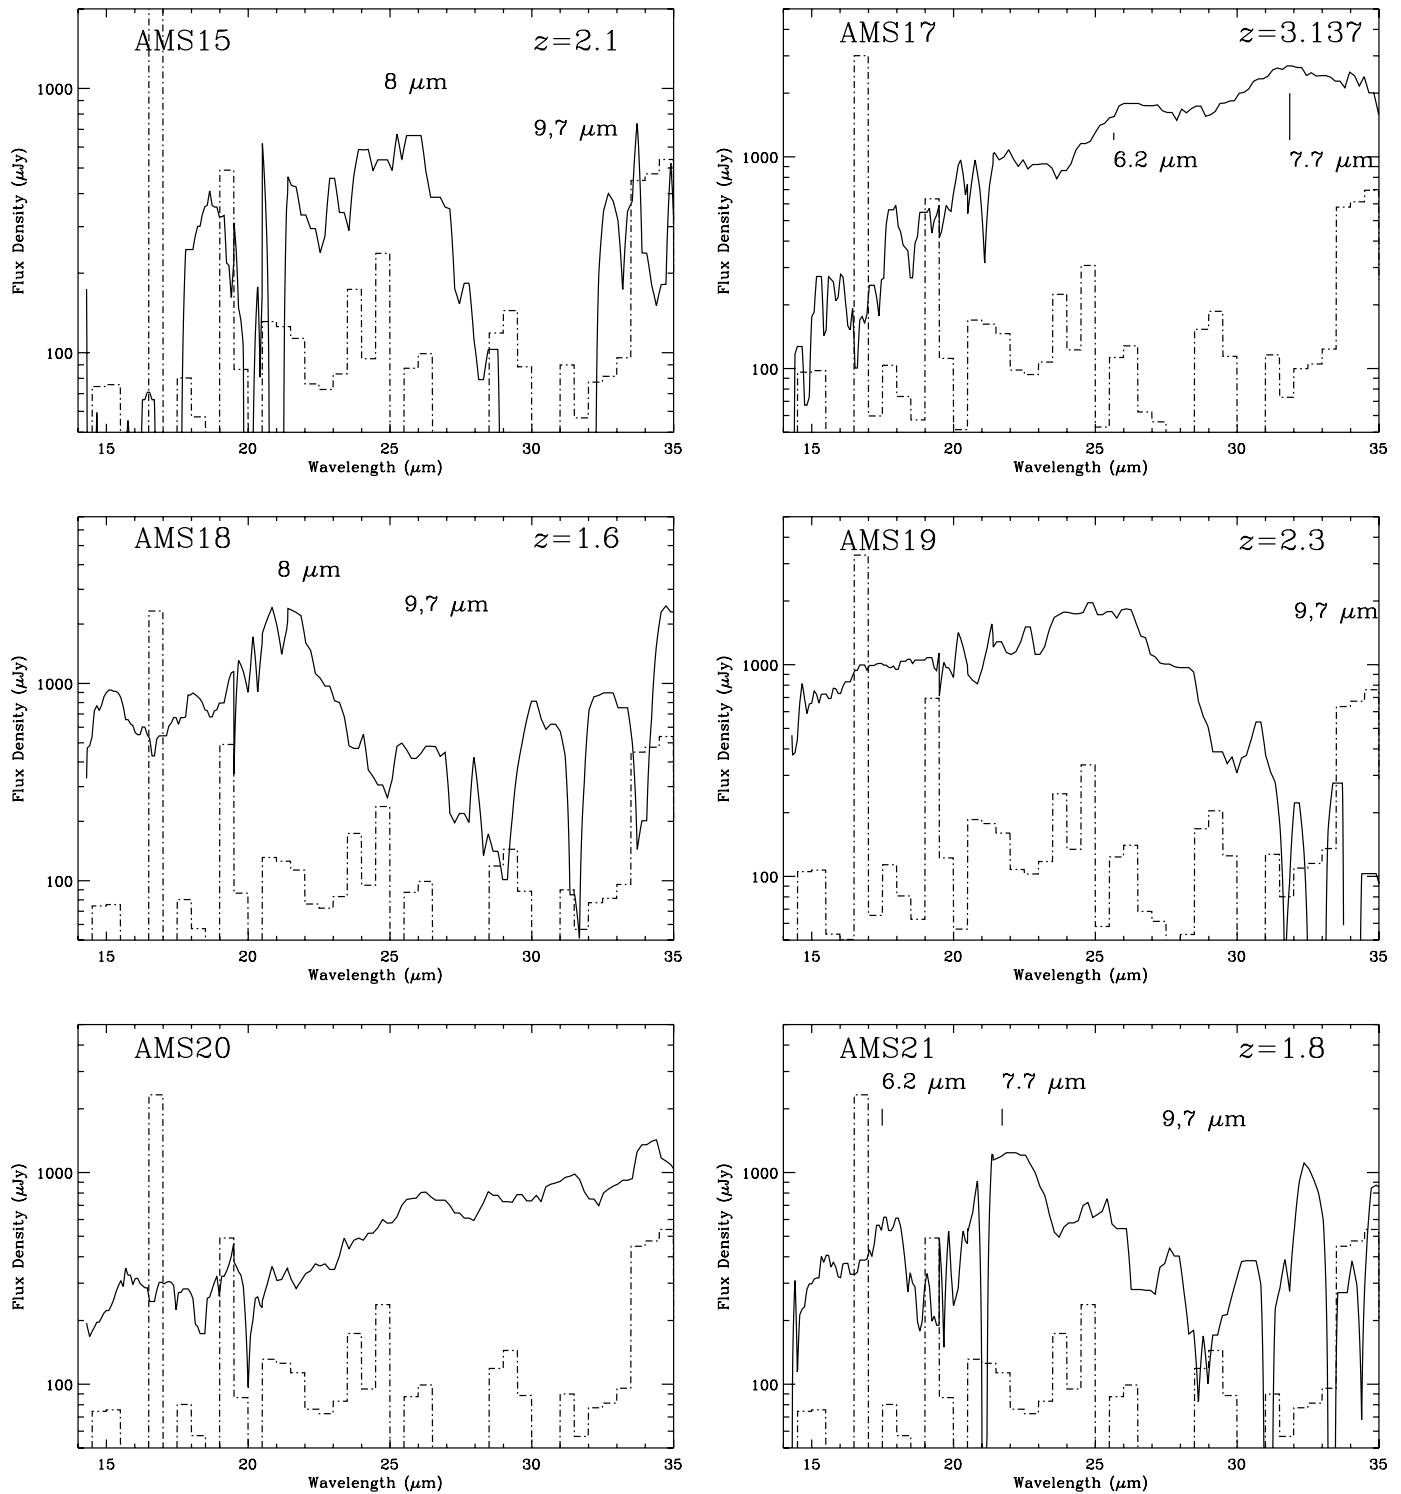 AMS15 z=2.1
8 μm
9,7 μm
1000
100
Flux Density (μJy)
15 20 25 30 35
Wavelength (μm)
AMS17 z=3.137
6.2 μm 7.7 μm
1000
100
Flux Density (μJy)
15 20 25 30 35
Wavelength (μm)
AMS18 z=1.6
8 μm
9,7 μm
1000
100
Flux Density (μJy)
15 20 25 30 35
Wavelength (μm)
AMS19 z=2.3
9,7 μm
1000
100
Flux Density (μJy)
15 20 25 30 35
Wavelength (μm)
AMS20
1000
100
Flux Density (μJy)
15 20 25 30 35
Wavelength (μm)
AMS21 z=1.8
6.2 μm 7.7 μm
9,7 μm
1000
100
Flux Density (μJy)
15 20 25 30 35
Wavelength (μm)